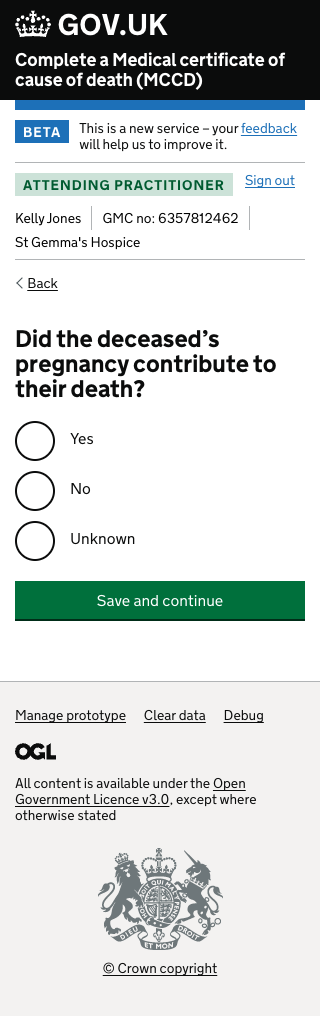 GOV.UK
Complete a Medical certificate of
cause of death (MCCD)
BETA
This is a new service – your feedback
will help us to improve it.
ATTENDING PRACTITIONER
Sign out
Kelly Jones
GMC no: 6357812462
St Gemma's Hospice
Back
Did the deceased’s
pregnancy contribute to
their death?
Yes
No
Unknown
Save and continue
Manage prototype
Clear data
Debug
OGL
All content is available under the Open
Government Licence v3.0, except where
otherwise stated
DIEU
ET MON
DROIT
© Crown copyright